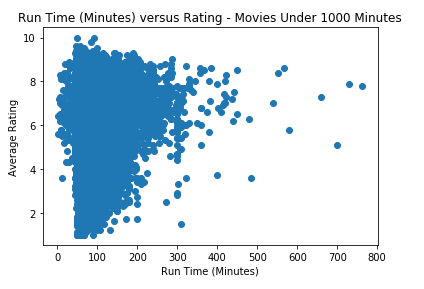 Run Time (Minutes) versus Rating - Movies Under 1000 Minutes
10
8
6
4
2
Average Rating
0 100 200 300 400 500 600 700 800
Run Time (Minutes)